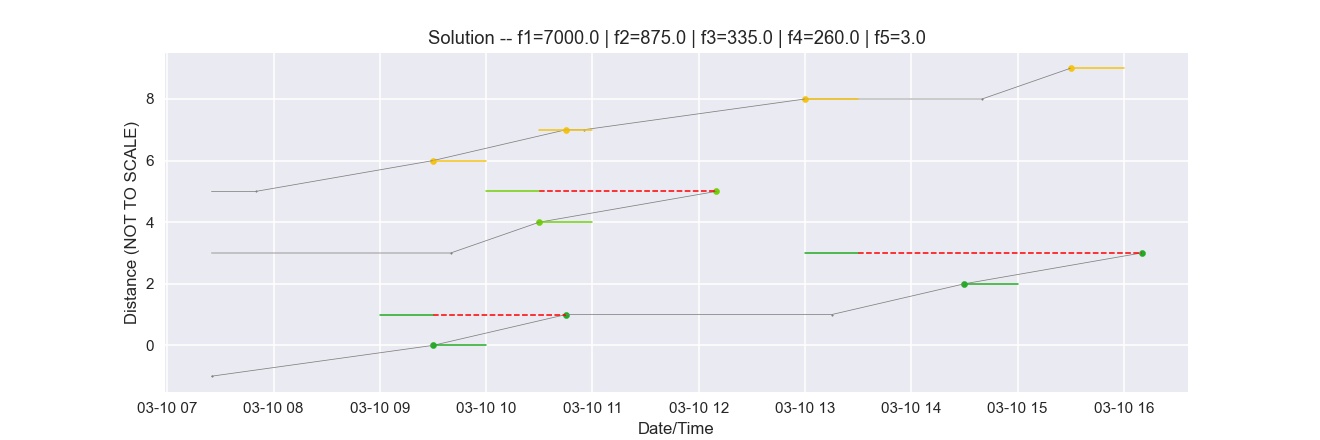 Solution -- f1=7000.0 | f2=875.0 | f3=335.0 | f4=260.0 | f5=3.0
Distance (NOT TO SCALE)
8
6
4
2
0
03-10 07 03-10 08 03-10 09 03-10 10 03-10 11 03-10 12 03-10 13 03-10 14 03-10 15 03-10 16
Date/Time